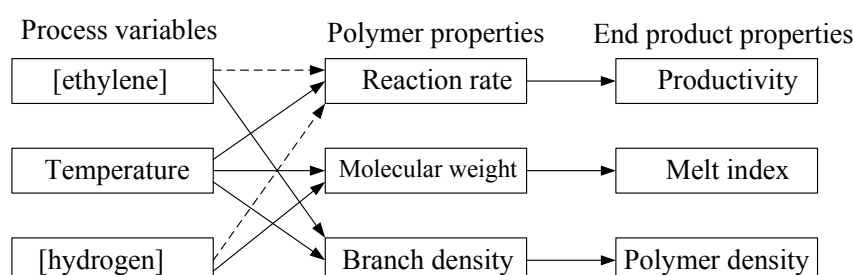 Process variables
Polymer properties
End product properties
[ethylene]
Reaction rate
Productivity
Temperature
Molecular weight
Melt index
[hydrogen]
Branch density
Polymer density